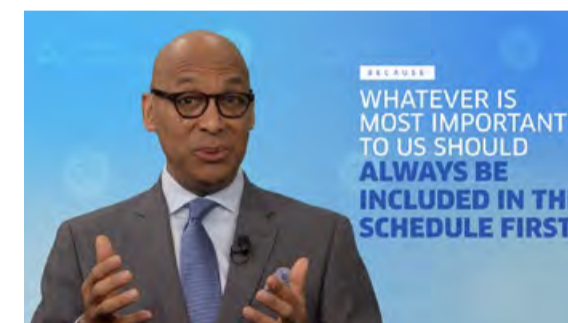 BECAUSE
WHATEVER IS
MOST IMPORTANT
TO US SHOULD
ALWAYS BE
INCLUDED IN TH
SCHEDULE FIRST